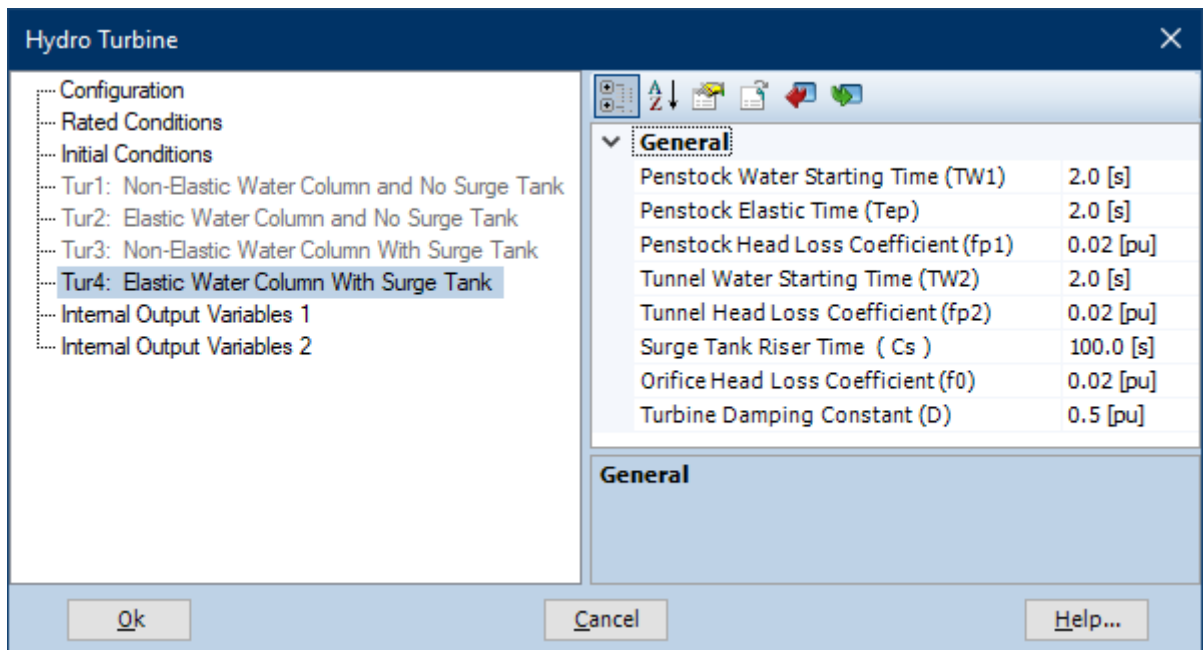 Hydro Turbine
Configuration
Rated Conditions
Initial Conditions
Tur1: Non-Elastic Water Column and No Surge Tank
Tur2: Elastic Water Column and No Surge Tank
Tur3: Non-Elastic Water Column With Surge Tank
Tur4: Elastic Water Column With Surge Tank
Internal Output Variables 1
Internal Output Variables 2
General
Penstock Water Starting Time (TW1) 2.0 [s]
Penstock Elastic Time (Tep) 2.0 [s]
Penstock Head Loss Coefficient (fp1) 0.02 [pu]
Tunnel Water Starting Time (TW2) 2.0 [s]
Tunnel Head Loss Coefficient (fp2) 0.02 [pu]
Surge Tank Riser Time ( Cs ) 100.0 [s]
Orifice Head Loss Coefficient (f0) 0.02 [pu]
Turbine Damping Constant (D) 0.5 [pu]
General
Ok Cancel Help...